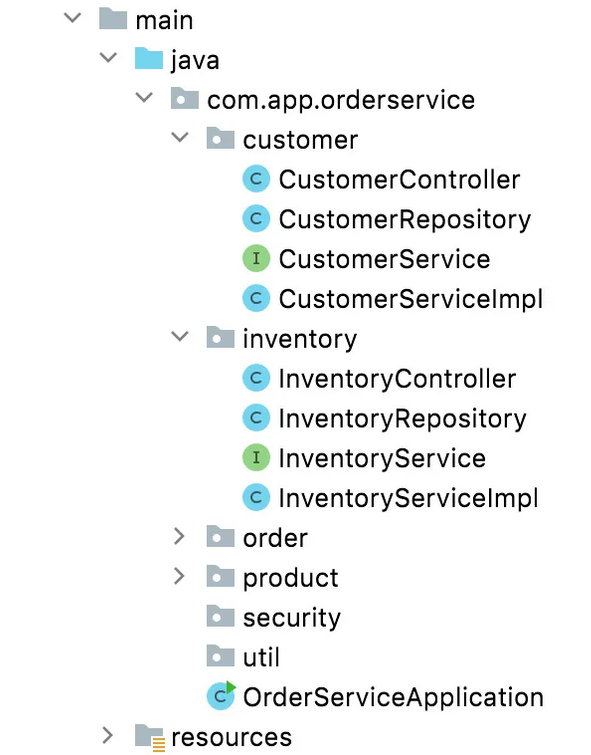 main
java
com.app.orderservice
customer
C CustomerController
C CustomerRepository
I CustomerService
C CustomerServiceImpl
inventory
C InventoryController
C InventoryRepository
I InventoryService
C InventoryServiceImpl
order
product
security
util
C OrderServiceApplication
resources